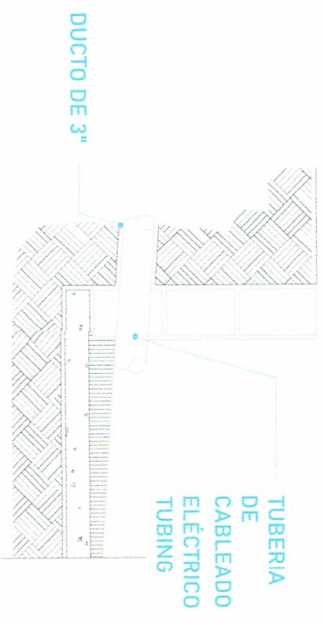 DUCTO DE 3"
TUBERIA
DE
CABLEADO
ELÉCTRICO
TUBING